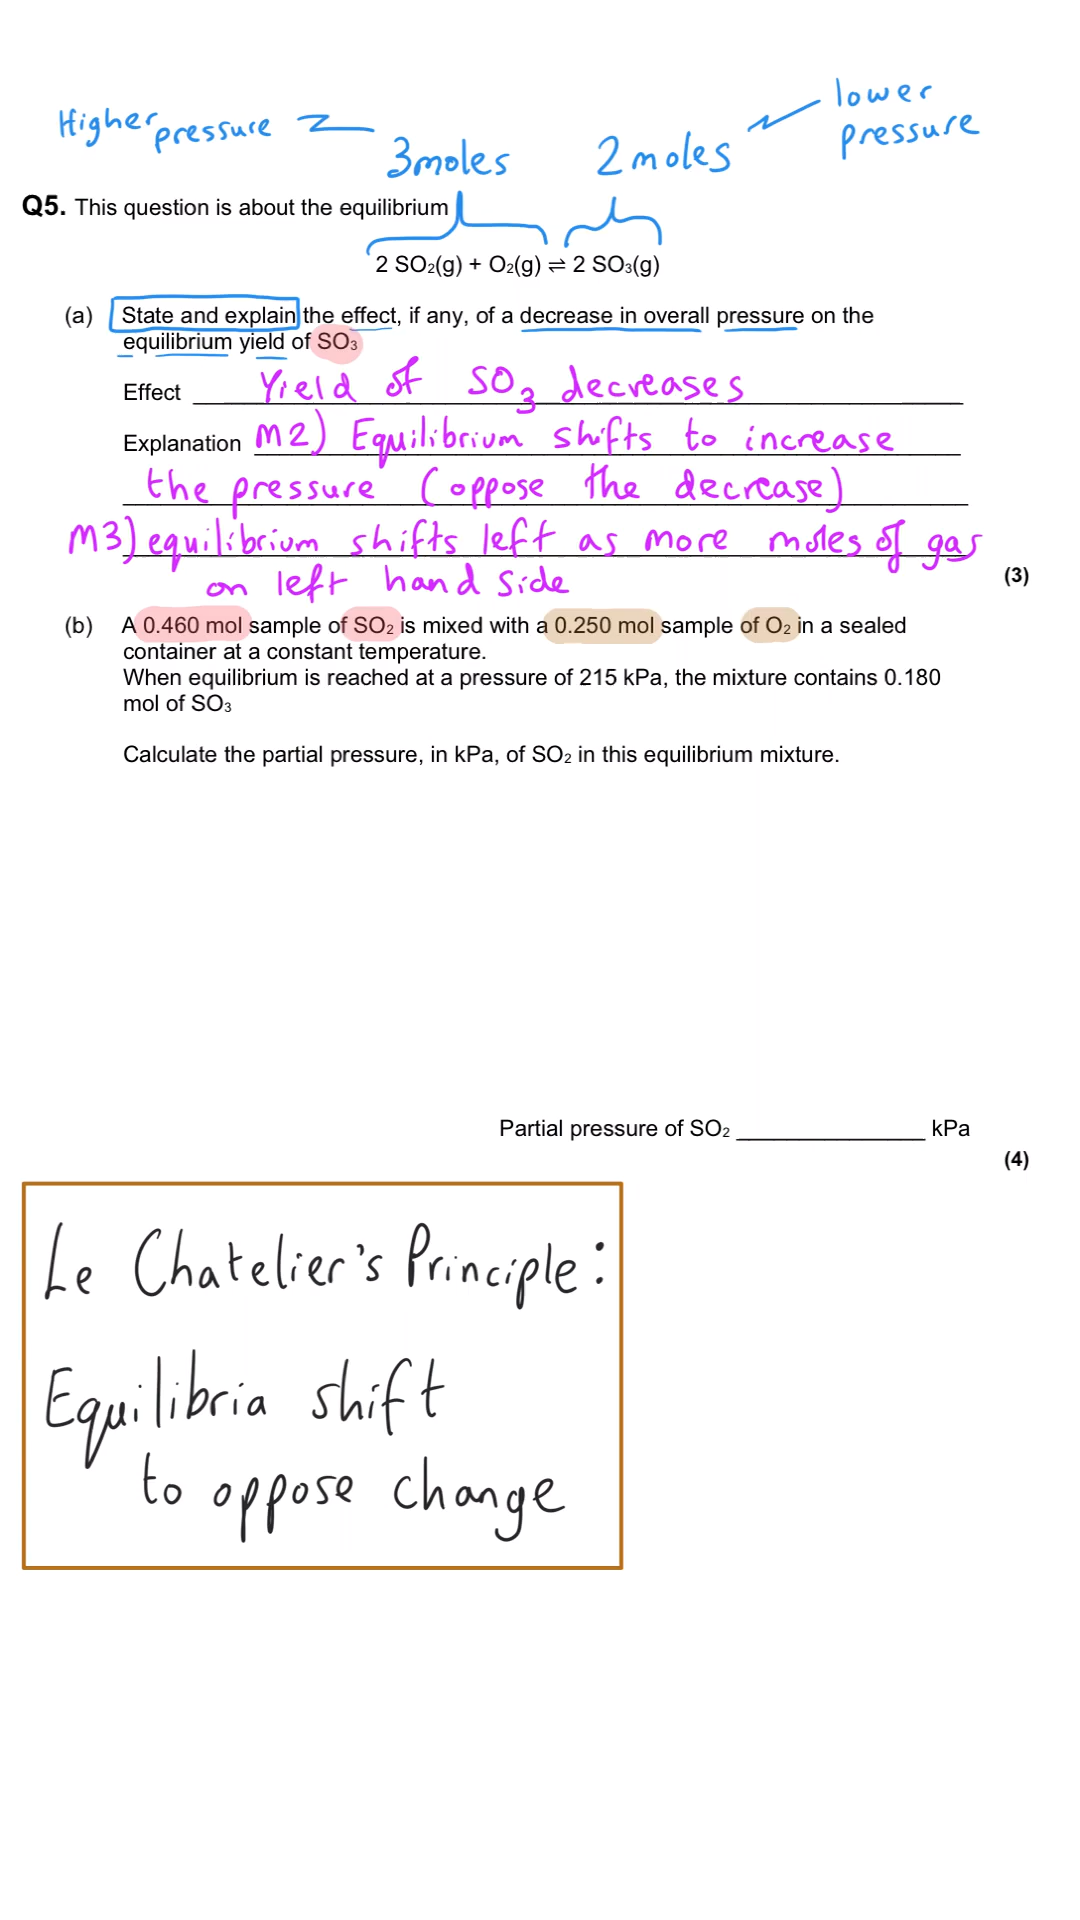 Higher pressure
lower pressure
3moles 2 moles
Q5. This question is about the equilibrium
2 SO₂(g) + O₂(g) ⇌ 2 SO₃(g)
(a) State and explain the effect, if any, of a decrease in overall pressure on the
equilibrium yield of SO₃
Effect Yield of SO₃ decreases
Explanation M2) Equilibrium shifts to increase
the pressure (oppose the decrease)
M3) equilibrium shifts left as more moles of gas
on left hand side
(3)
(b) A 0.460 mol sample of SO₂ is mixed with a 0.250 mol sample of O₂ in a sealed
container at a constant temperature.
When equilibrium is reached at a pressure of 215 kPa, the mixture contains 0.180
mol of SO₃
Calculate the partial pressure, in kPa, of SO₂ in this equilibrium mixture.
Partial pressure of SO₂ ______________ kPa
(4)
Le Chatelier's Principle:
Equilibria shift
to oppose change